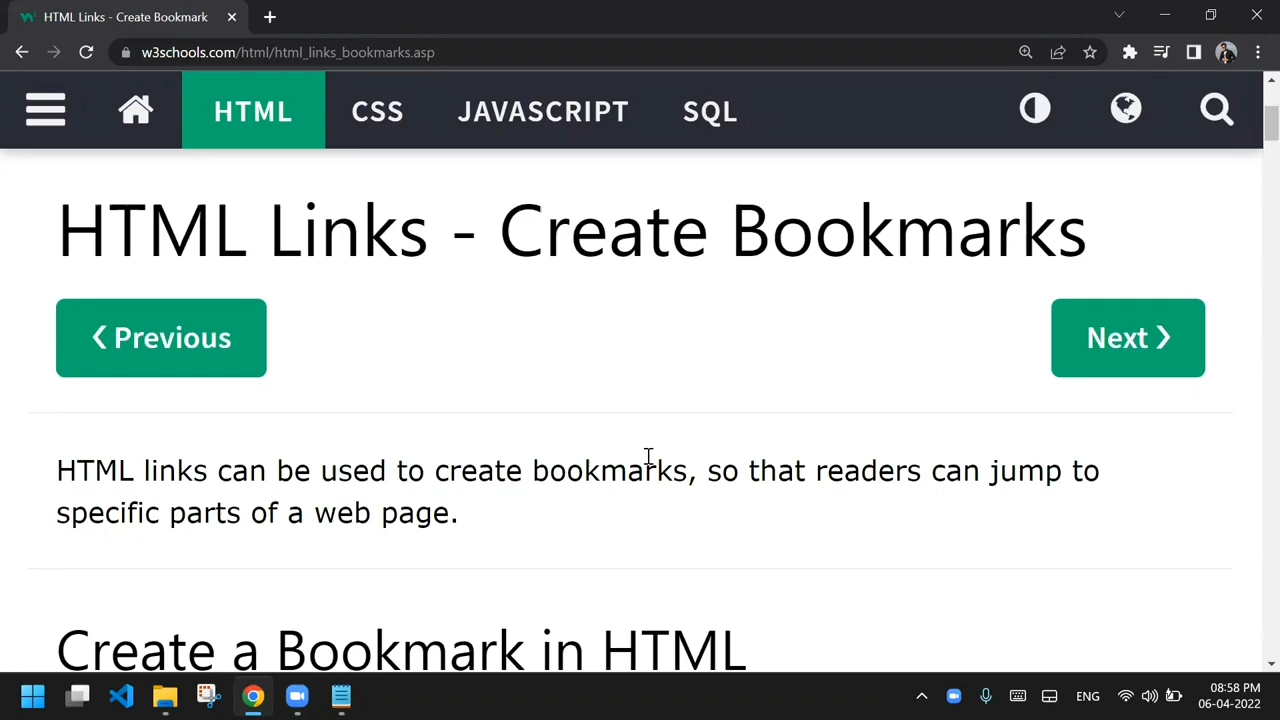 HTML Links - Create Bookmark
w3schools.com/html/html_links_bookmarks.asp
HTML CSS JAVASCRIPT SQL
HTML Links - Create Bookmarks
❮ Previous Next ❯
HTML links can be used to create bookmarks, so that readers can jump to
specific parts of a web page.
Create a Bookmark in HTML
ENG 08:58 PM
06-04-2022